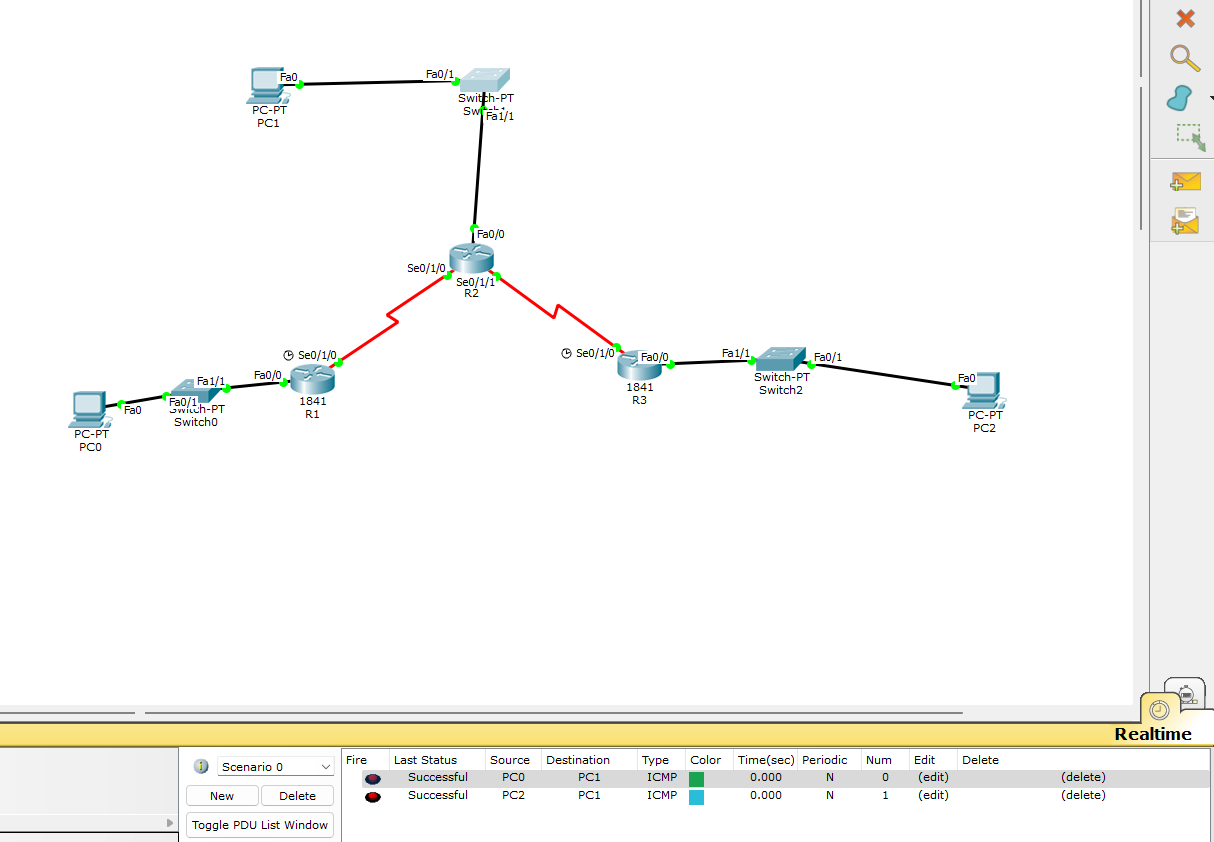 Fa0
Fa0/1
PC-PT
PC1
Switch-PT
Fa1/1
Fa0/0
Se0/1/0
Se0/1/1
R2
Se0/1/0
Fa0/0
1841
R1
Fa1/1
Fa0/1
Switch-PT
Switch0
Fa0
PC-PT
PC0
Se0/1/0
Fa0/0
1841
R3
Fa1/1
Fa0/1
Switch-PT
Switch2
Fa0
PC-PT
PC2
Realtime
Scenario 0
New Delete
Toggle PDU List Window
Fire Last Status Source Destination Type Color Time(sec) Periodic Num Edit Delete
Successful PC0 PC1 ICMP 0.000 N 0 (edit) (delete)
Successful PC2 PC1 ICMP 0.000 N 1 (edit) (delete)